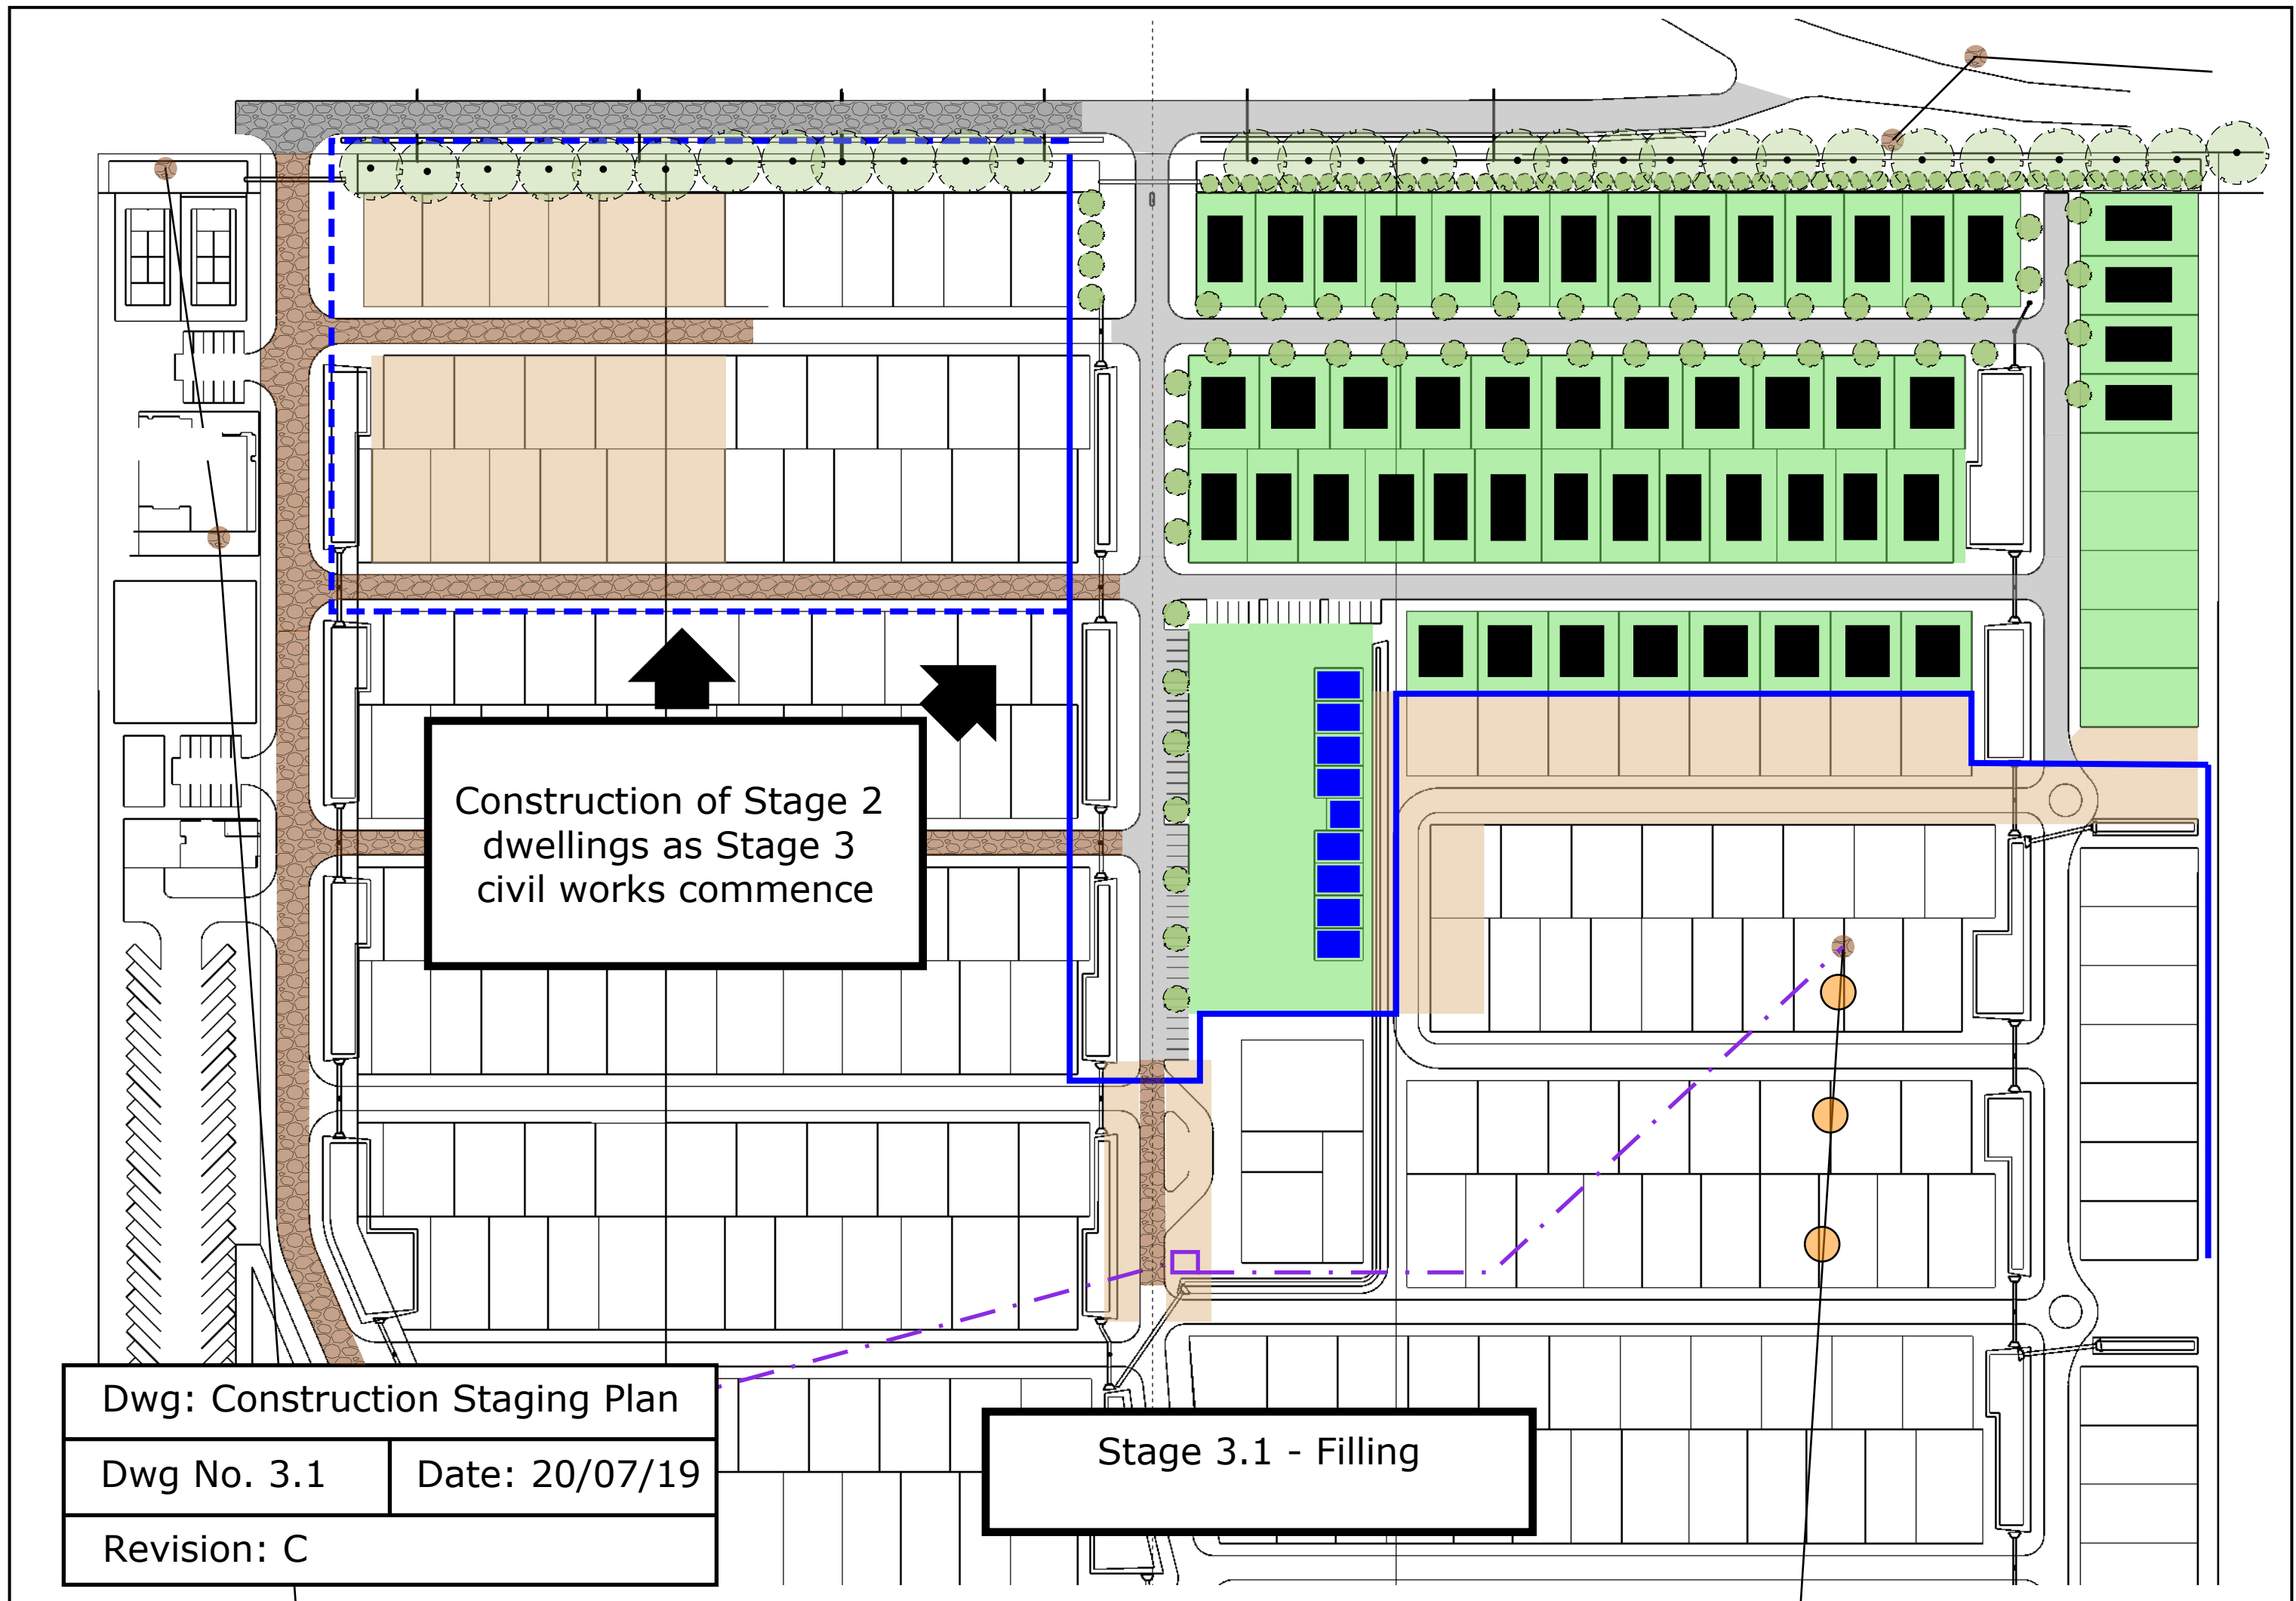 Construction of Stage 2
dwellings as Stage 3
civil works commence
Dwg: Construction Staging Plan
Dwg No. 3.1
Date: 20/07/19
Revision: C
Stage 3.1 - Filling